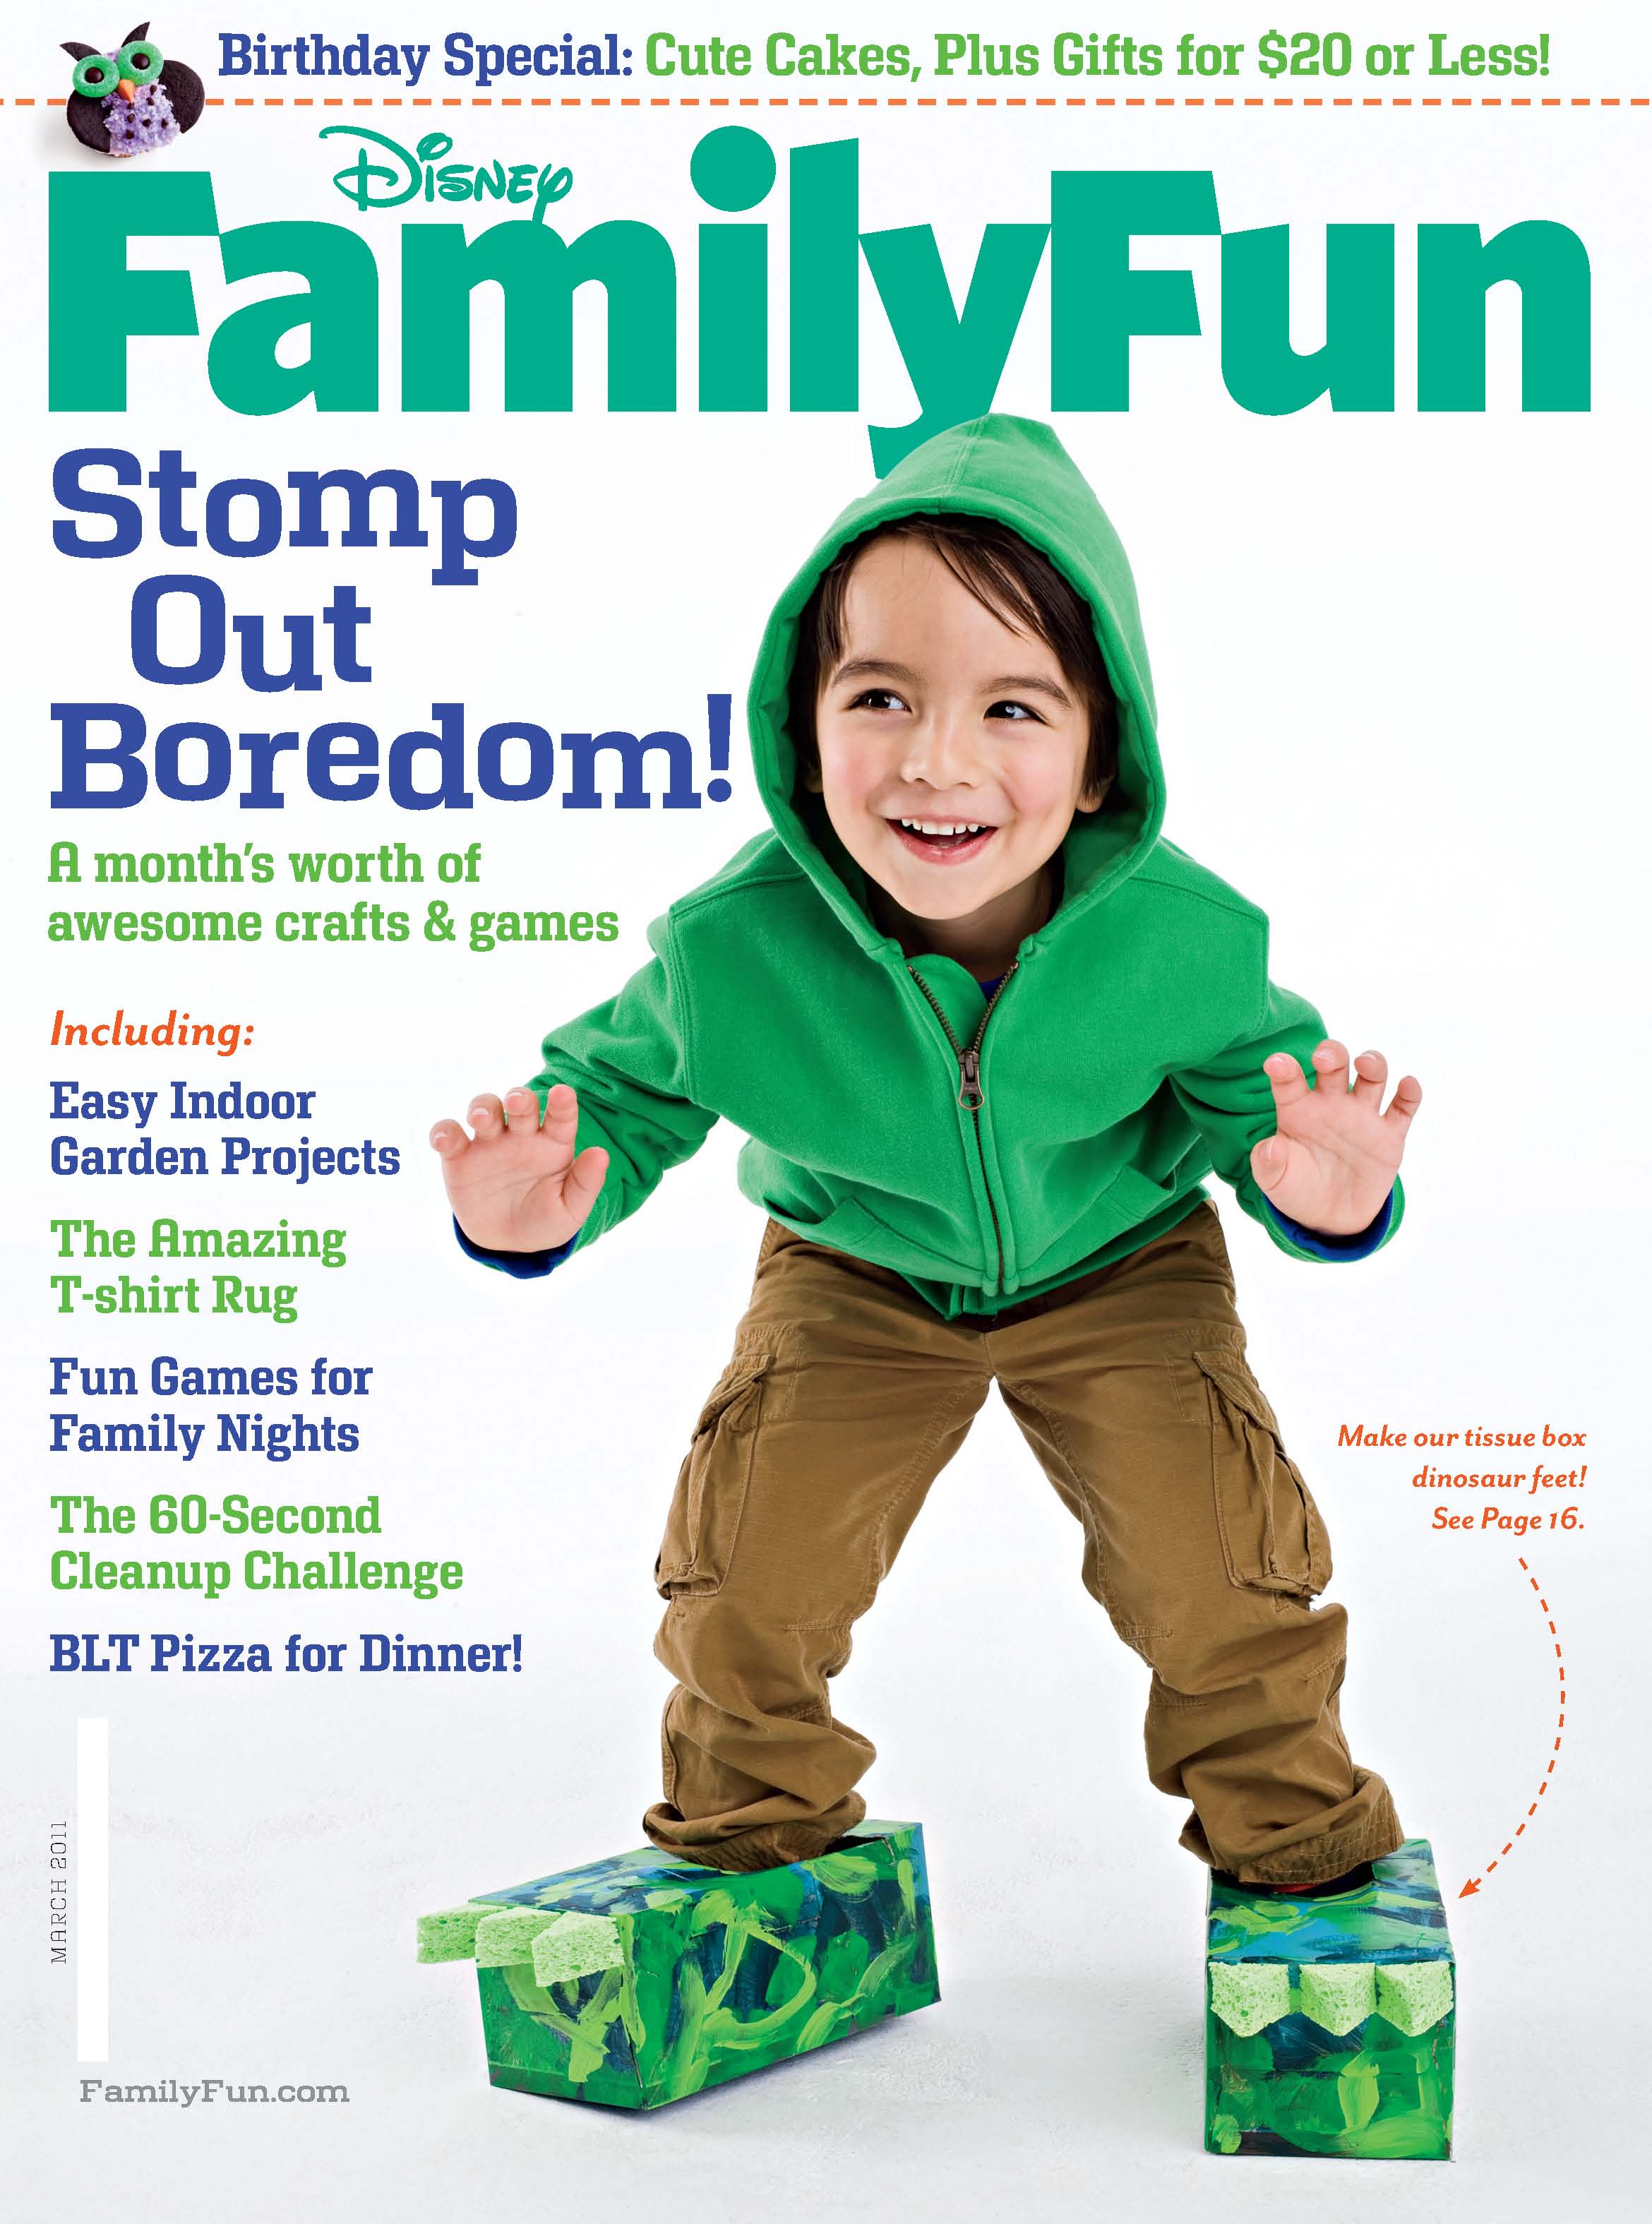 Birthday Special: Cute Cakes, Plus Gifts for $20 or Less!
Disney
FamilyFun
Stomp
Out
Boredom!
A month's worth of
awesome crafts & games
Including:
Easy Indoor
Garden Projects
The Amazing
T-shirt Rug
Fun Games for
Family Nights
The 60-Second
Cleanup Challenge
BLT Pizza for Dinner!
Make our tissue box
dinosaur feet!
See Page 16.
MARCH 2011
FamilyFun.com